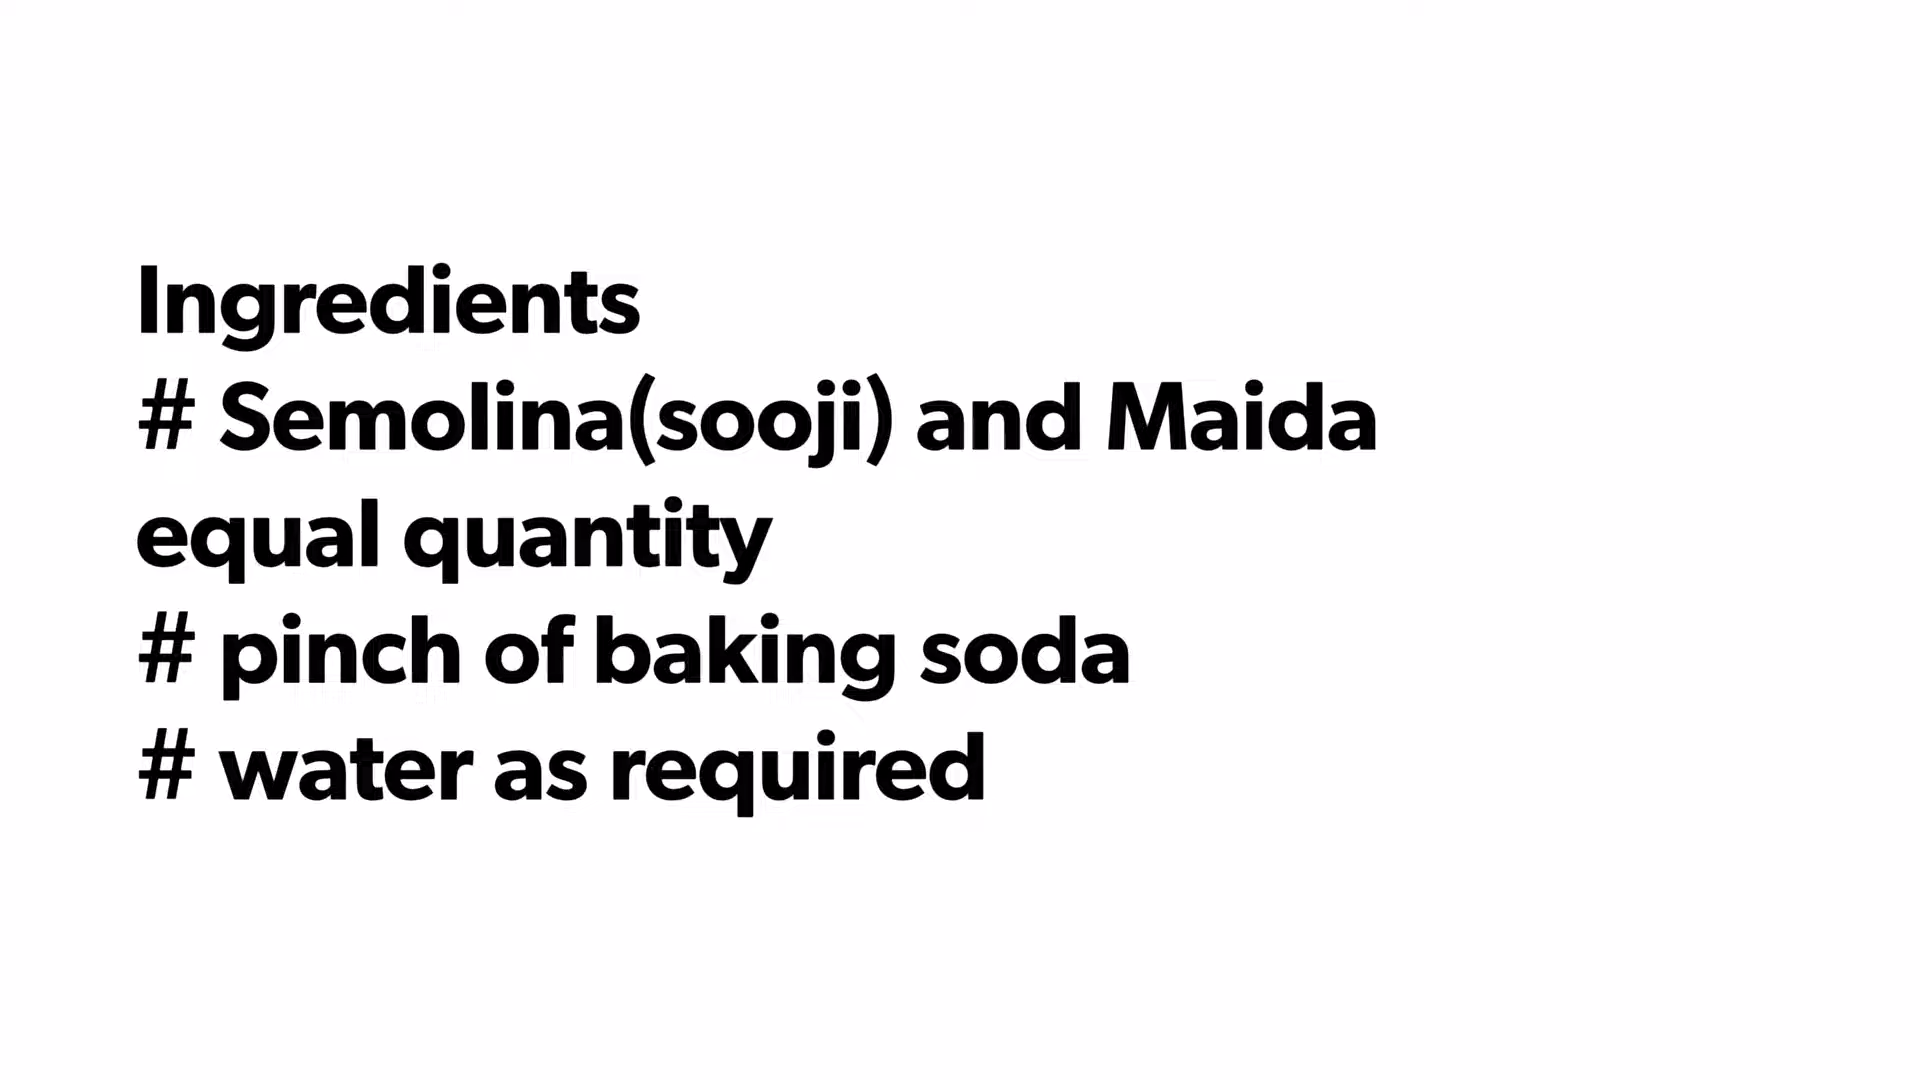 Ingredients
# Semolina(sooji) and Maida
equal quantity
# pinch of baking soda
# water as required